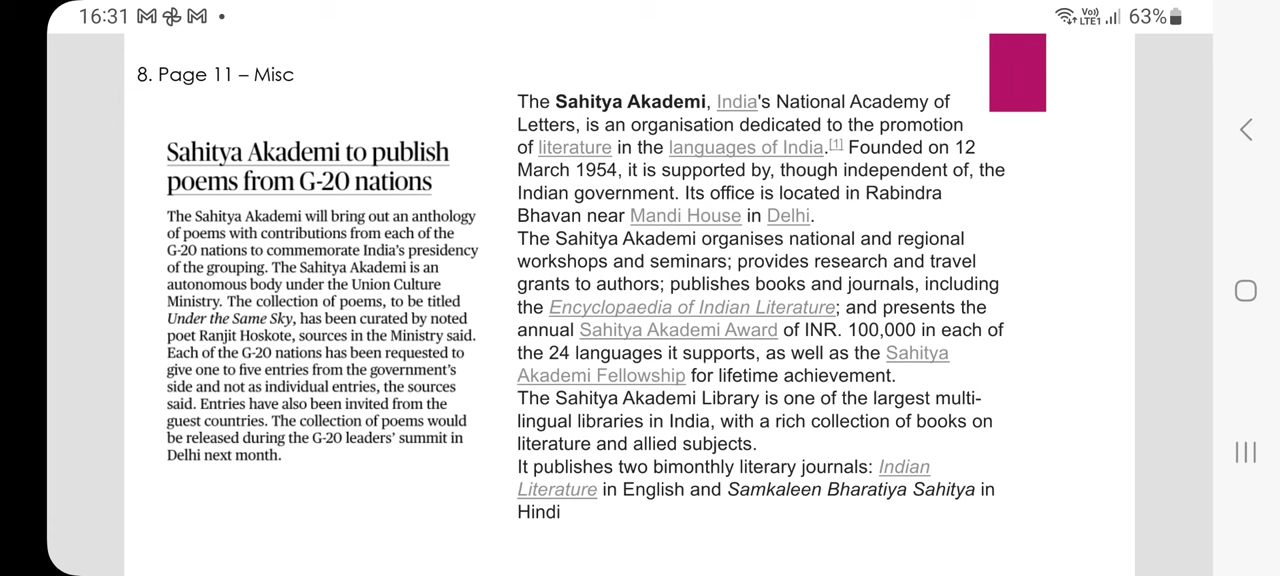 16:31
Vo))
LTE1
63%
8. Page 11 – Misc
Sahitya Akademi to publish
poems from G-20 nations
The Sahitya Akademi will bring out an anthology
of poems with contributions from each of the
G-20 nations to commemorate India's presidency
of the grouping. The Sahitya Akademi is an
autonomous body under the Union Culture
Ministry. The collection of poems, to be titled
Under the Same Sky, has been curated by noted
poet Ranjit Hoskote, sources in the Ministry said.
Each of the G-20 nations has been requested to
give one to five entries from the government's
side and not as individual entries, the sources
said. Entries have also been invited from the
guest countries. The collection of poems would
be released during the G-20 leaders' summit in
Delhi next month.
The Sahitya Akademi, India's National Academy of
Letters, is an organisation dedicated to the promotion
of literature in the languages of India.[1] Founded on 12
March 1954, it is supported by, though independent of, the
Indian government. Its office is located in Rabindra
Bhavan near Mandi House in Delhi.
The Sahitya Akademi organises national and regional
workshops and seminars; provides research and travel
grants to authors; publishes books and journals, including
the Encyclopaedia of Indian Literature; and presents the
annual Sahitya Akademi Award of INR. 100,000 in each of
the 24 languages it supports, as well as the Sahitya
Akademi Fellowship for lifetime achievement.
The Sahitya Akademi Library is one of the largest multi-
lingual libraries in India, with a rich collection of books on
literature and allied subjects.
It publishes two bimonthly literary journals: Indian
Literature in English and Samkaleen Bharatiya Sahitya in
Hindi